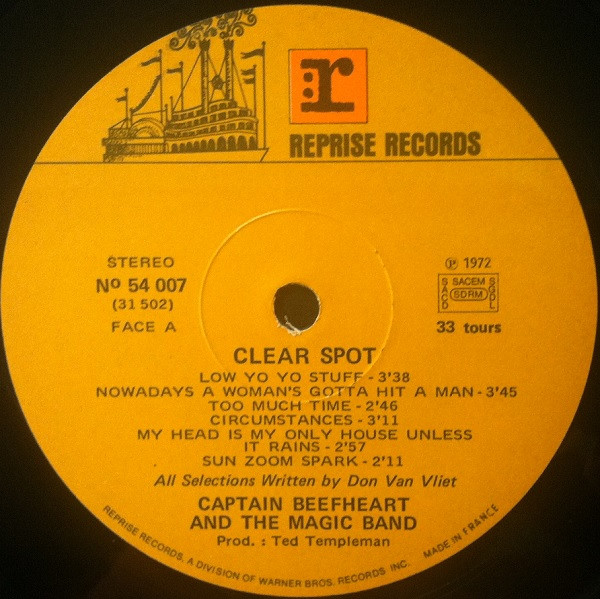 r
REPRISE RECORDS
STEREO
Nº 54 007
(31 502)
FACE A
℗ 1972
SACEM
SACD
SDRM
SGDL
33 tours
CLEAR SPOT
LOW YO YO STUFF - 3'38
NOWADAYS A WOMAN'S GOTTA HIT A MAN - 3'45
TOO MUCH TIME - 2'46
CIRCUMSTANCES - 3'11
MY HEAD IS MY ONLY HOUSE UNLESS
IT RAINS - 2'57
SUN ZOOM SPARK - 2'11
All Selections Written by Don Van Vliet
CAPTAIN BEEFHEART
AND THE MAGIC BAND
Prod. : Ted Templeman
REPRISE RECORDS, A DIVISION OF WARNER BROS. RECORDS INC. MADE IN FRANCE